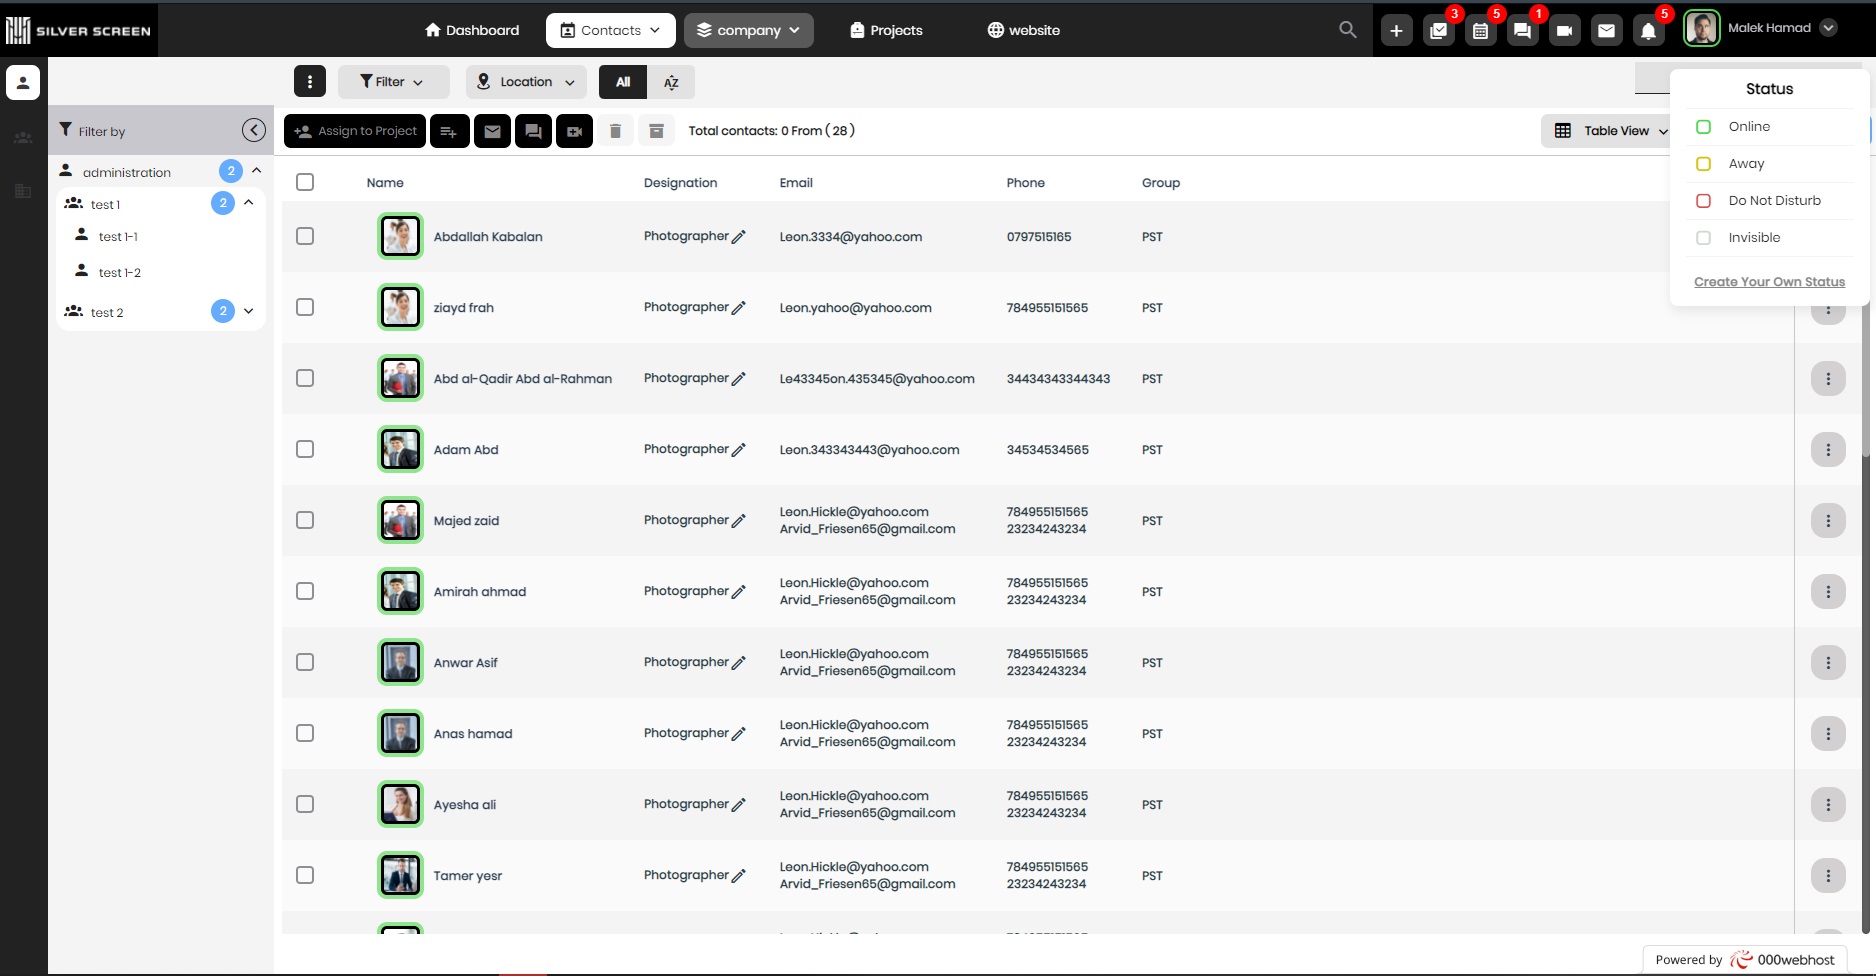 SILVER SCREEN
Dashboard
Contacts
company
Projects
website
3
5
1
5
Malek Hamad
Filter
Location
All
AZ
Status
Online
Away
Do Not Disturb
Invisible
Create Your Own Status
Filter by
administration 2
test 1 2
test 1-1
test 1-2
test 2 2
Assign to Project
Total contacts: 0 From ( 28 )
Table View
Name Designation Email Phone Group
Abdallah Kabalan Photographer Leon.3334@yahoo.com 0797515165 PST
ziayd frah Photographer Leon.yahoo@yahoo.com 784955151565 PST
Abd al-Qadir Abd al-Rahman Photographer Le43345on.435345@yahoo.com 34434343344343 PST
Adam Abd Photographer Leon.343343443@yahoo.com 34534534565 PST
Majed zaid Photographer Leon.Hickle@yahoo.com 784955151565 PST
Arvid_Friesen65@gmail.com 23234243234
Amirah ahmad Photographer Leon.Hickle@yahoo.com 784955151565 PST
Arvid_Friesen65@gmail.com 23234243234
Anwar Asif Photographer Leon.Hickle@yahoo.com 784955151565 PST
Arvid_Friesen65@gmail.com 23234243234
Anas hamad Photographer Leon.Hickle@yahoo.com 784955151565 PST
Arvid_Friesen65@gmail.com 23234243234
Ayesha ali Photographer Leon.Hickle@yahoo.com 784955151565 PST
Arvid_Friesen65@gmail.com 23234243234
Tamer yesr Photographer Leon.Hickle@yahoo.com 784955151565 PST
Arvid_Friesen65@gmail.com 23234243234
Powered by 000webhost